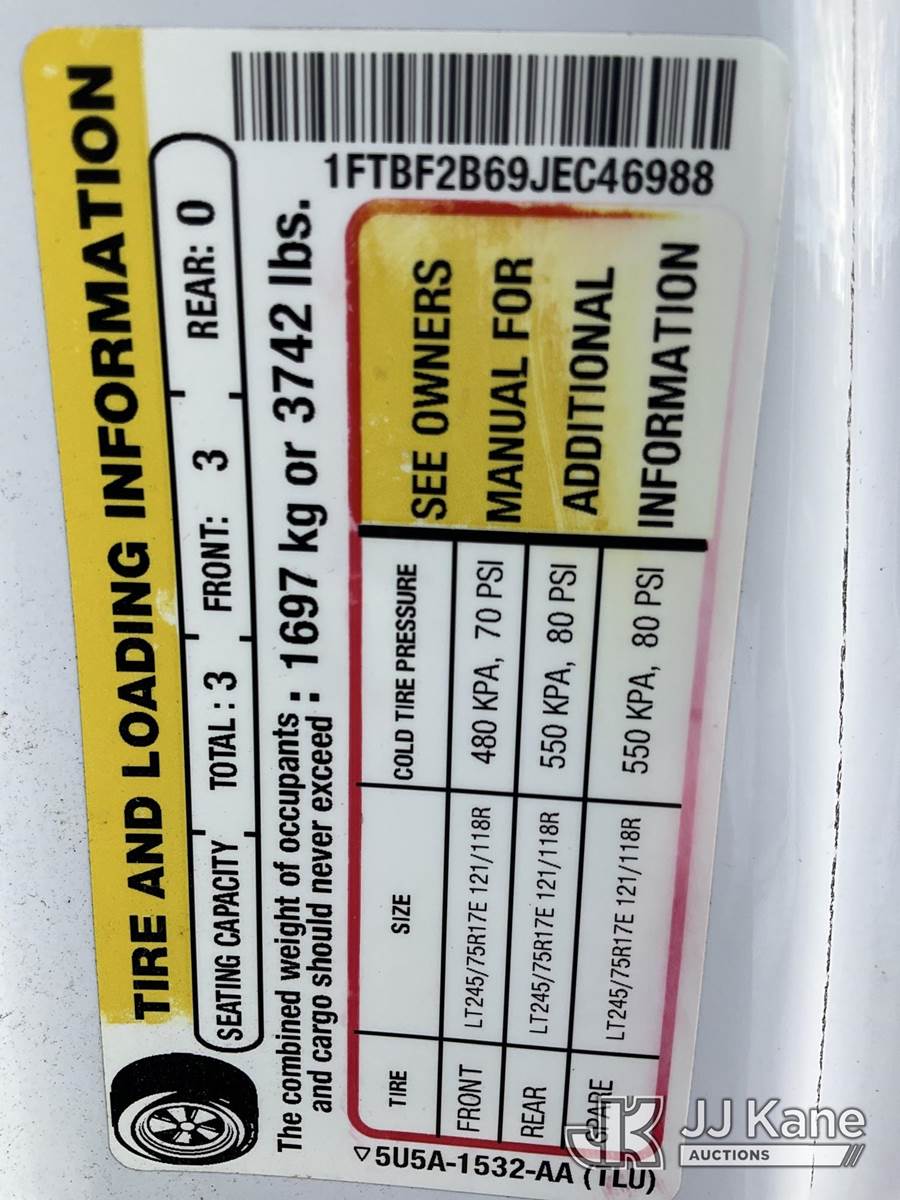 TIRE AND LOADING INFORMATION
SEATING CAPACITY TOTAL : 3 FRONT: 3 REAR: 0
The combined weight of occupants
and cargo should never exceed : 1697 kg or 3742 lbs.
1FTBF2B69JEC46988
TIRE SIZE COLD TIRE PRESSURE
FRONT LT245/75R17E 121/118R 480 KPA, 70 PSI
REAR LT245/75R17E 121/118R 550 KPA, 80 PSI
SPARE LT245/75R17E 121/118R 550 KPA, 80 PSI
SEE OWNERS
MANUAL FOR
ADDITIONAL
INFORMATION
5U5A-1532-AA (TLU)
JK JJ Kane
AUCTIONS